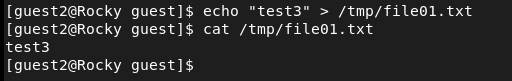 [guest2@Rocky guest]$ echo "test3" > /tmp/file01.txt
[guest2@Rocky guest]$ cat /tmp/file01.txt
test3
[guest2@Rocky guest]$